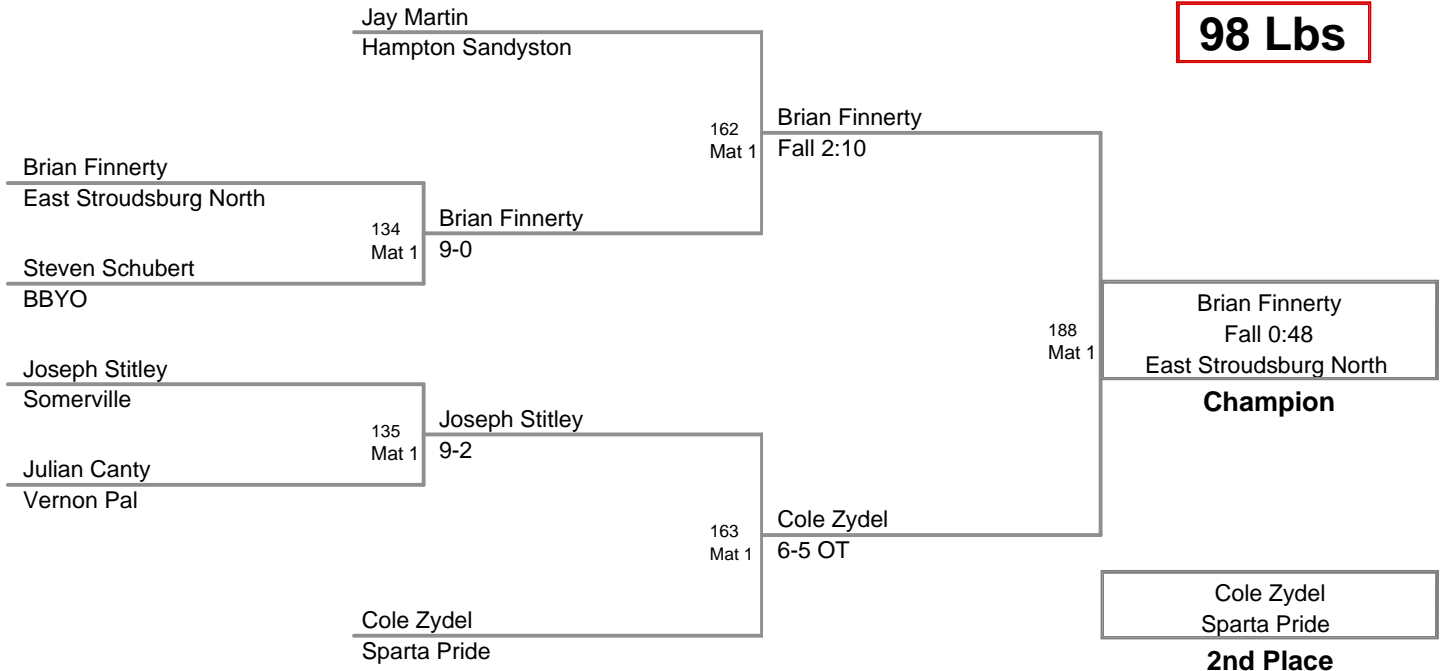 Jay Martin
Hampton Sandyston
98 Lbs
162
Mat 1
Brian Finnerty
Fall 2:10
Brian Finnerty
East Stroudsburg North
134
Mat 1
Brian Finnerty
9-0
Steven Schubert
BBYO
188
Mat 1
Brian Finnerty
Fall 0:48
East Stroudsburg North
Champion
Joseph Stitley
Somerville
135
Mat 1
Joseph Stitley
9-2
Julian Canty
Vernon Pal
163
Mat 1
Cole Zydel
6-5 OT
Cole Zydel
Sparta Pride
Cole Zydel
Sparta Pride
2nd Place